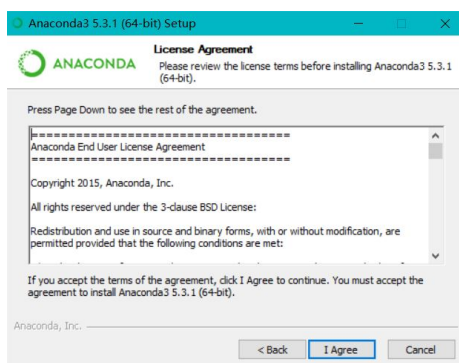 Anaconda3 5.3.1 (64-bit) Setup
ANACONDA
License Agreement
Please review the license terms before installing Anaconda3 5.3.1
(64-bit).
Press Page Down to see the rest of the agreement.
===================================
Anaconda End User License Agreement
===================================
Copyright 2015, Anaconda, Inc.
All rights reserved under the 3-clause BSD License:
Redistribution and use in source and binary forms, with or without modification, are
permitted provided that the following conditions are met:
If you accept the terms of the agreement, click I Agree to continue. You must accept the
agreement to install Anaconda3 5.3.1 (64-bit).
Anaconda, Inc.
< Back
I Agree
Cancel